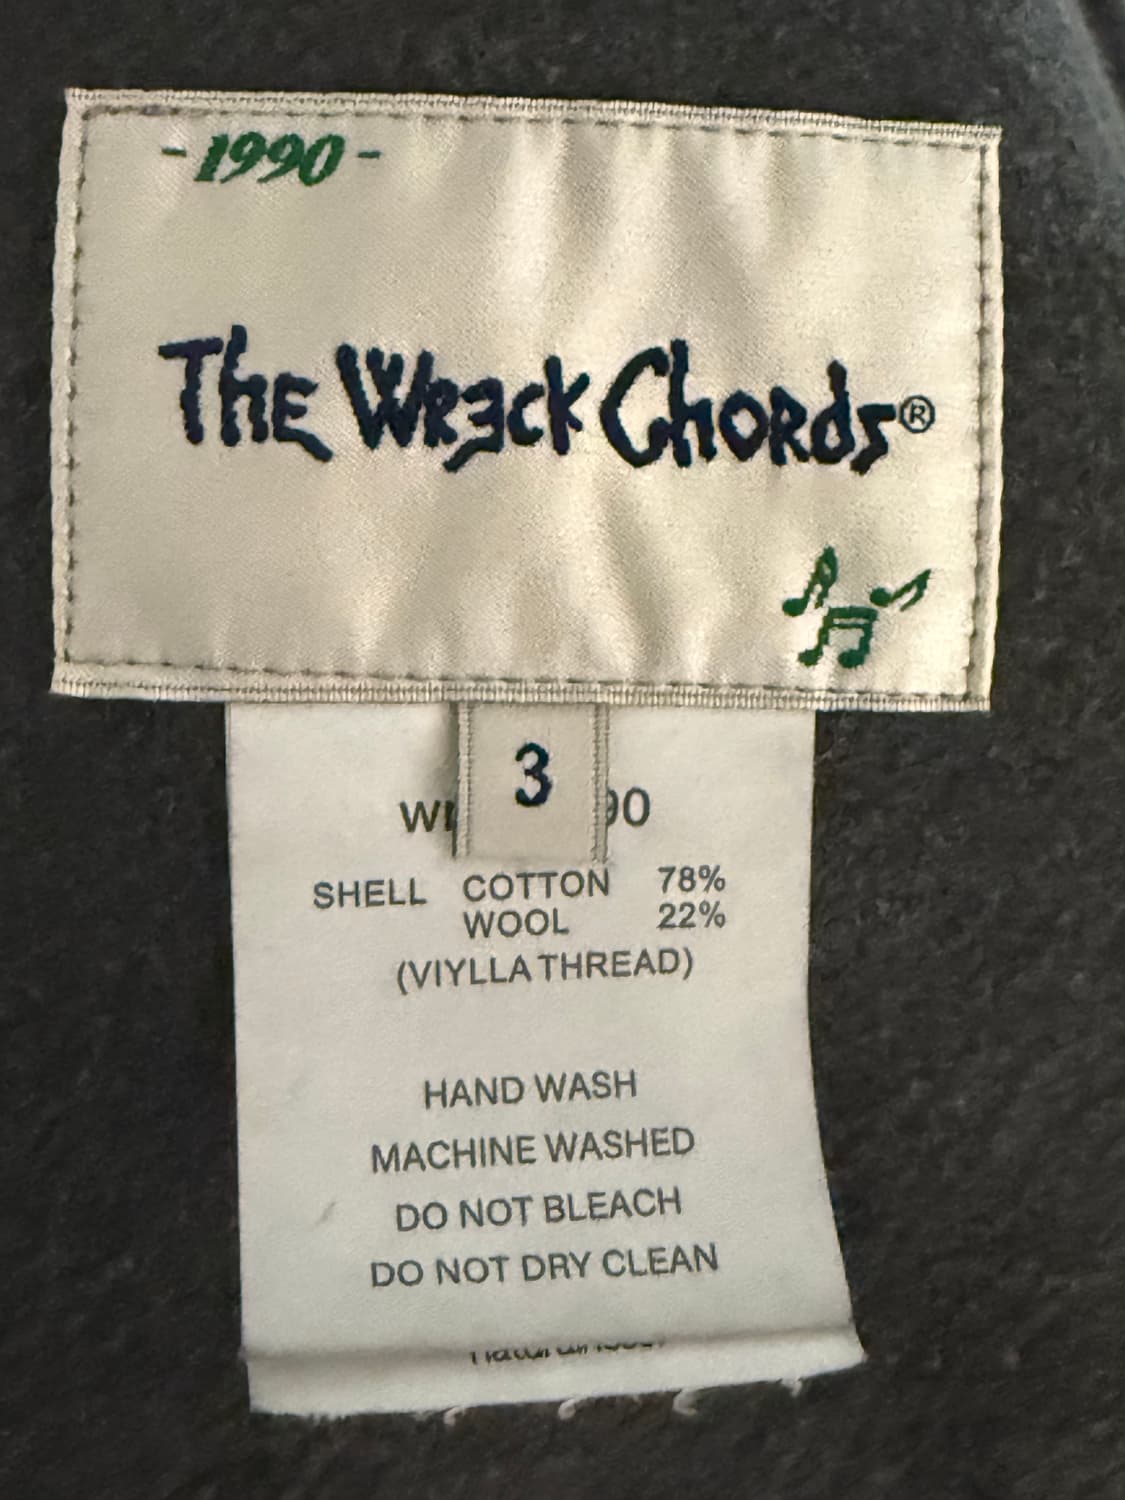 - 1990 -
The Wreck Chords®
3
SHELL COTTON 78%
WOOL 22%
(VIYLLA THREAD)
HAND WASH
MACHINE WASHED
DO NOT BLEACH
DO NOT DRY CLEAN